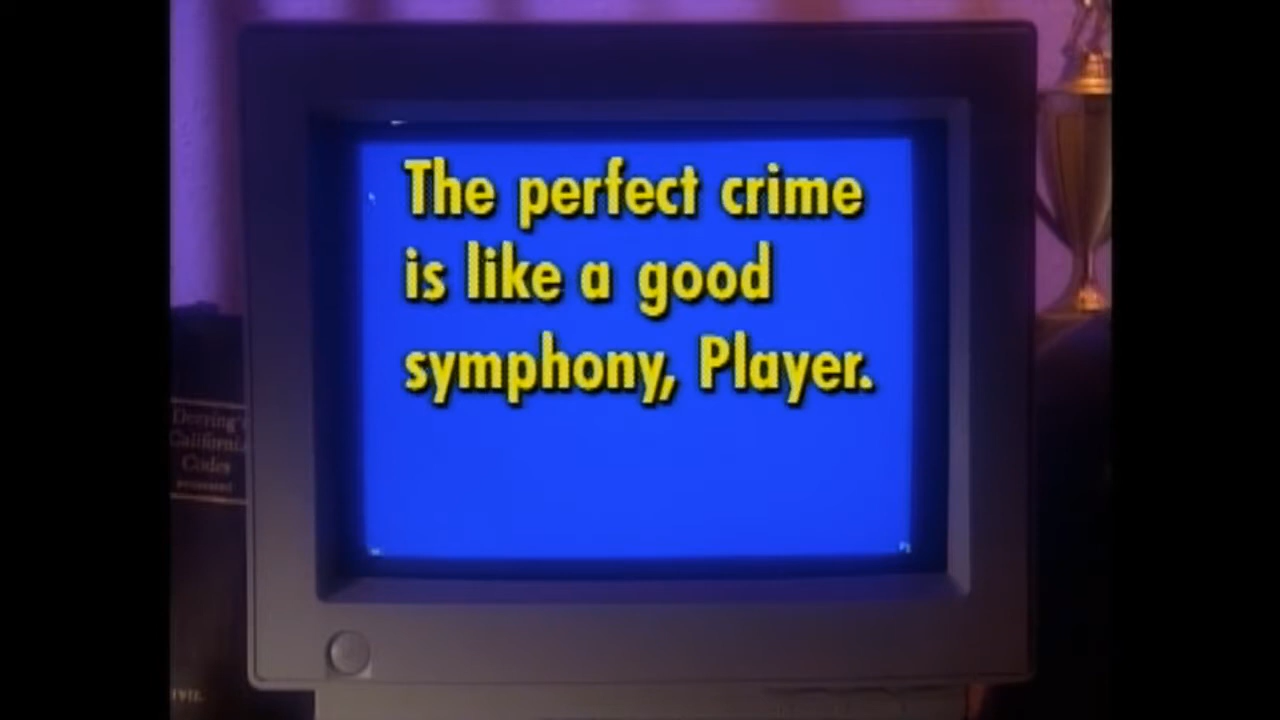 The perfect crime
is like a good
symphony, Player.
Deering's
California
Codes